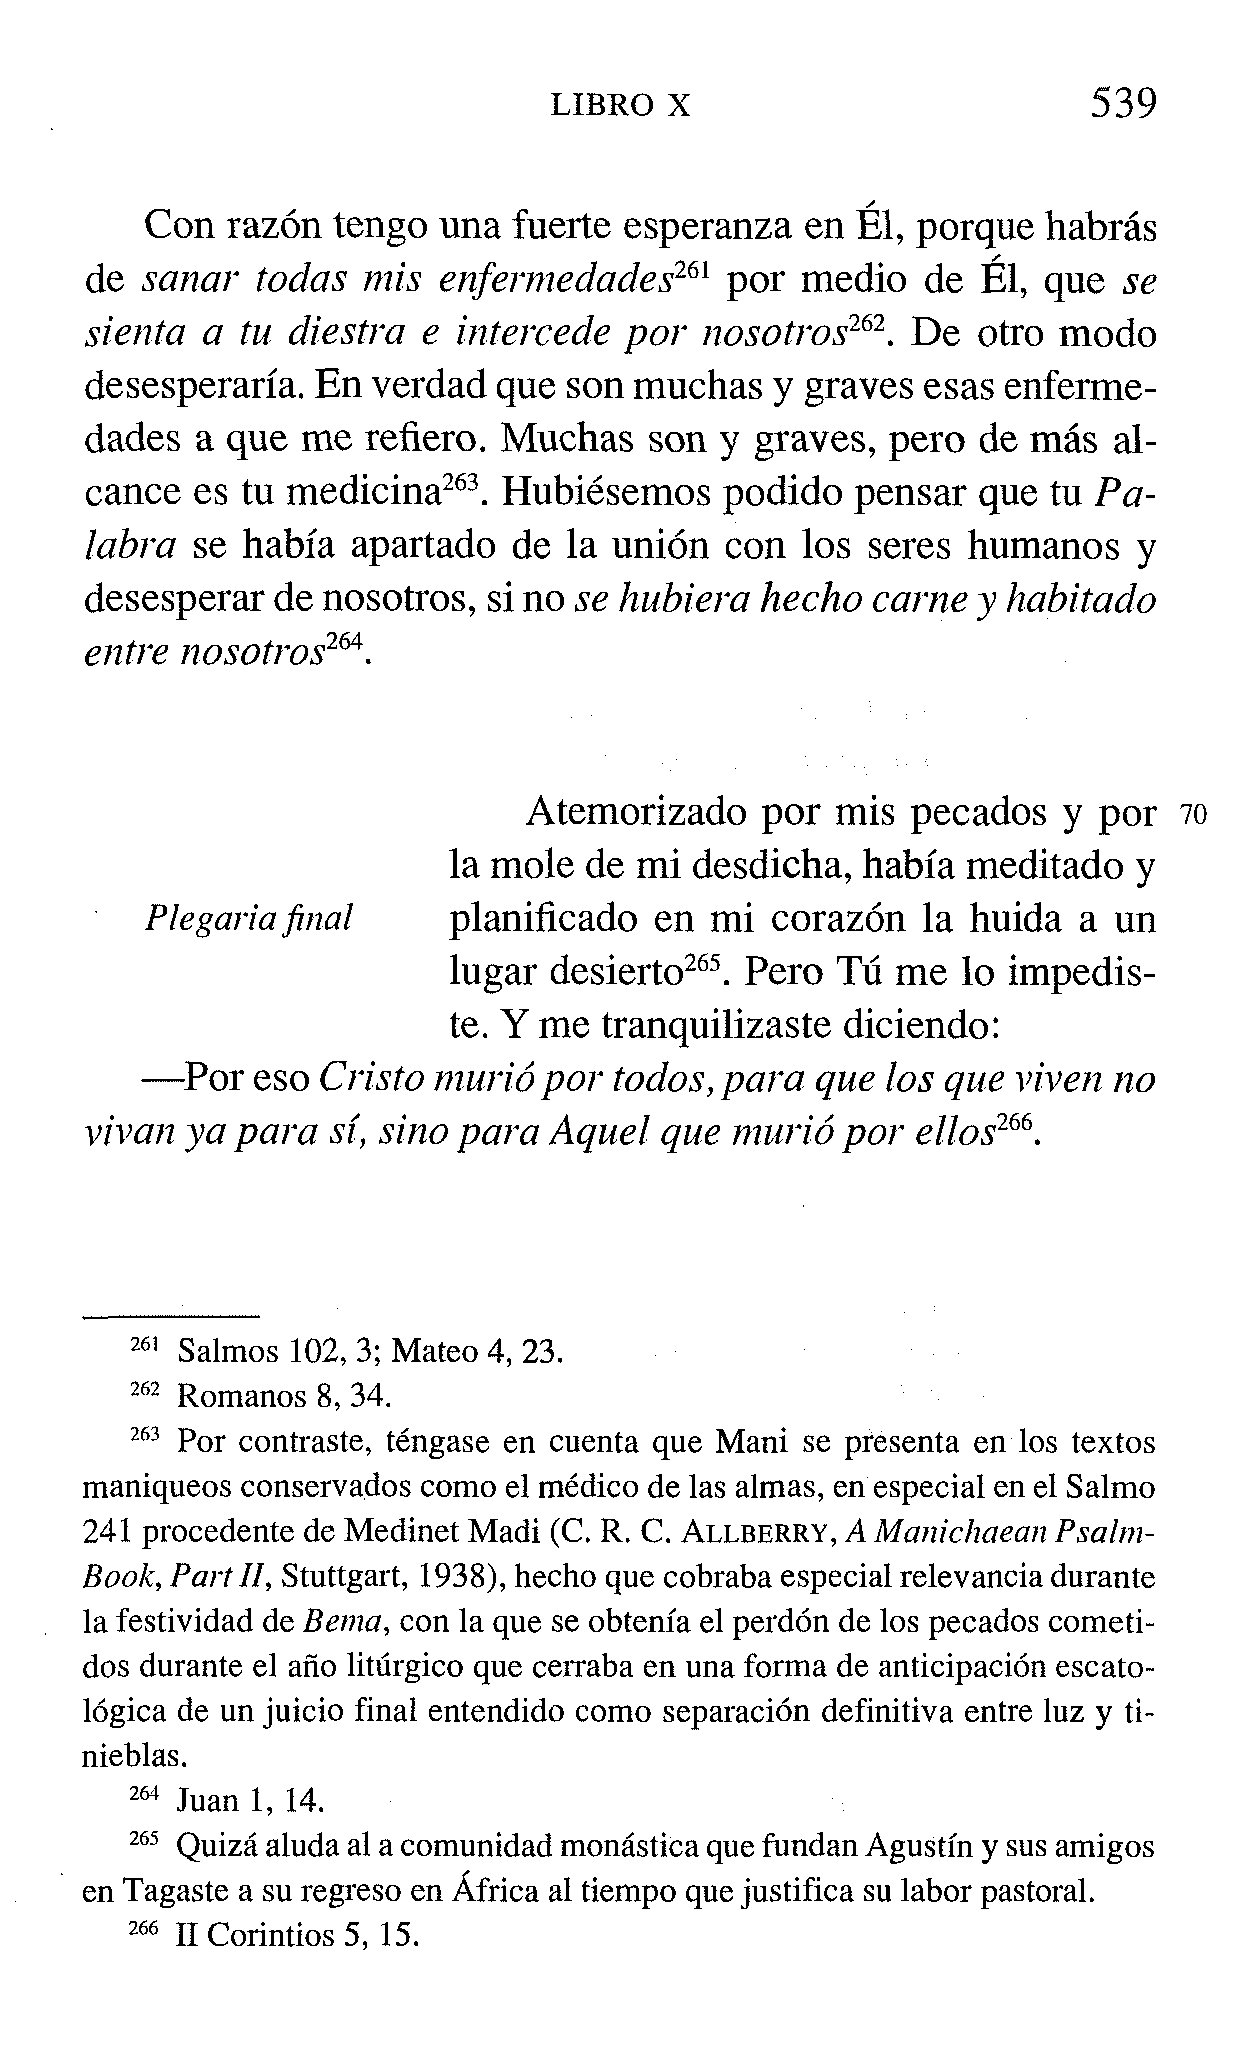 LIBRO X 539
Con razón tengo una fuerte esperanza en Él, porque habrás
de sanar todas mis enfermedades²⁶¹ por medio de Él, que se
sienta a tu diestra e intercede por nosotros²⁶². De otro modo
desesperaría. En verdad que son muchas y graves esas enferme-
dades a que me refiero. Muchas son y graves, pero de más al-
cance es tu medicina²⁶³. Hubiésemos podido pensar que tu Pa-
labra se había apartado de la unión con los seres humanos y
desesperar de nosotros, si no se hubiera hecho carne y habitado
entre nosotros²⁶⁴.
Atemorizado por mis pecados y por 70
la mole de mi desdicha, había meditado y
Plegaria final planificado en mi corazón la huida a un
lugar desierto²⁶⁵. Pero Tú me lo impedis-
te. Y me tranquilizaste diciendo:
—Por eso Cristo murió por todos, para que los que viven no
vivan ya para sí, sino para Aquel que murió por ellos²⁶⁶.
²⁶¹ Salmos 102, 3; Mateo 4, 23.
²⁶² Romanos 8, 34.
²⁶³ Por contraste, téngase en cuenta que Mani se presenta en los textos
maniqueos conservados como el médico de las almas, en especial en el Salmo
241 procedente de Medinet Madi (C. R. C. ALLBERRY, A Manichaean Psalm-
Book, Part II, Stuttgart, 1938), hecho que cobraba especial relevancia durante
la festividad de Bema, con la que se obtenía el perdón de los pecados cometi-
dos durante el año litúrgico que cerraba en una forma de anticipación escato-
lógica de un juicio final entendido como separación definitiva entre luz y ti-
nieblas.
²⁶⁴ Juan 1, 14.
²⁶⁵ Quizá aluda al a comunidad monástica que fundan Agustín y sus amigos
en Tagaste a su regreso en África al tiempo que justifica su labor pastoral.
²⁶⁶ II Corintios 5, 15.